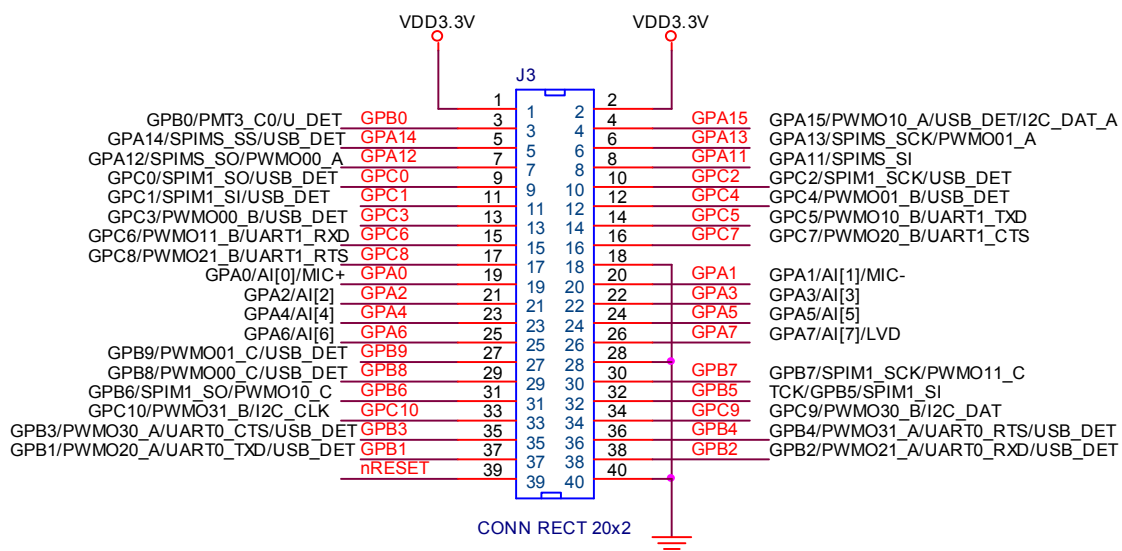 VDD3.3V VDD3.3V
J3
1 1 2 2
GPB0/PMT3_C0/U_DET GPB0 3 3 4 4 GPA15 GPA15/PWMO10_A/USB_DET/I2C_DAT_A
GPA14/SPIMS_SS/USB_DET GPA14 5 5 6 6 GPA13 GPA13/SPIMS_SCK/PWMO01_A
GPA12/SPIMS_SO/PWMO00_A GPA12 7 7 8 8 GPA11 GPA11/SPIMS_SI
GPC0/SPIM1_SO/USB_DET GPC0 9 9 10 10 GPC2 GPC2/SPIM1_SCK/USB_DET
GPC1/SPIM1_SI/USB_DET GPC1 11 11 12 12 GPC4 GPC4/PWMO01_B/USB_DET
GPC3/PWMO00_B/USB_DET GPC3 13 13 14 14 GPC5 GPC5/PWMO10_B/UART1_TXD
GPC6/PWMO11_B/UART1_RXD GPC6 15 15 16 16 GPC7 GPC7/PWMO20_B/UART1_CTS
GPC8/PWMO21_B/UART1_RTS GPC8 17 17 18 18
GPA0/AI[0]/MIC+ GPA0 19 19 20 20 GPA1 GPA1/AI[1]/MIC-
GPA2/AI[2] GPA2 21 21 22 22 GPA3 GPA3/AI[3]
GPA4/AI[4] GPA4 23 23 24 24 GPA5 GPA5/AI[5]
GPA6/AI[6] GPA6 25 25 26 26 GPA7 GPA7/AI[7]/LVD
GPB9/PWMO01_C/USB_DET GPB9 27 27 28 28
GPB8/PWMO00_C/USB_DET GPB8 29 29 30 30 GPB7 GPB7/SPIM1_SCK/PWMO11_C
GPB6/SPIM1_SO/PWMO10_C GPB6 31 31 32 32 GPB5 TCK/GPB5/SPIM1_SI
GPC10/PWMO31_B/I2C_CLK GPC10 33 33 34 34 GPC9 GPC9/PWMO30_B/I2C_DAT
GPB3/PWMO30_A/UART0_CTS/USB_DET GPB3 35 35 36 36 GPB4 GPB4/PWMO31_A/UART0_RTS/USB_DET
GPB1/PWMO20_A/UART0_TXD/USB_DET GPB1 37 37 38 38 GPB2 GPB2/PWMO21_A/UART0_RXD/USB_DET
nRESET 39 39 40 40
CONN RECT 20x2